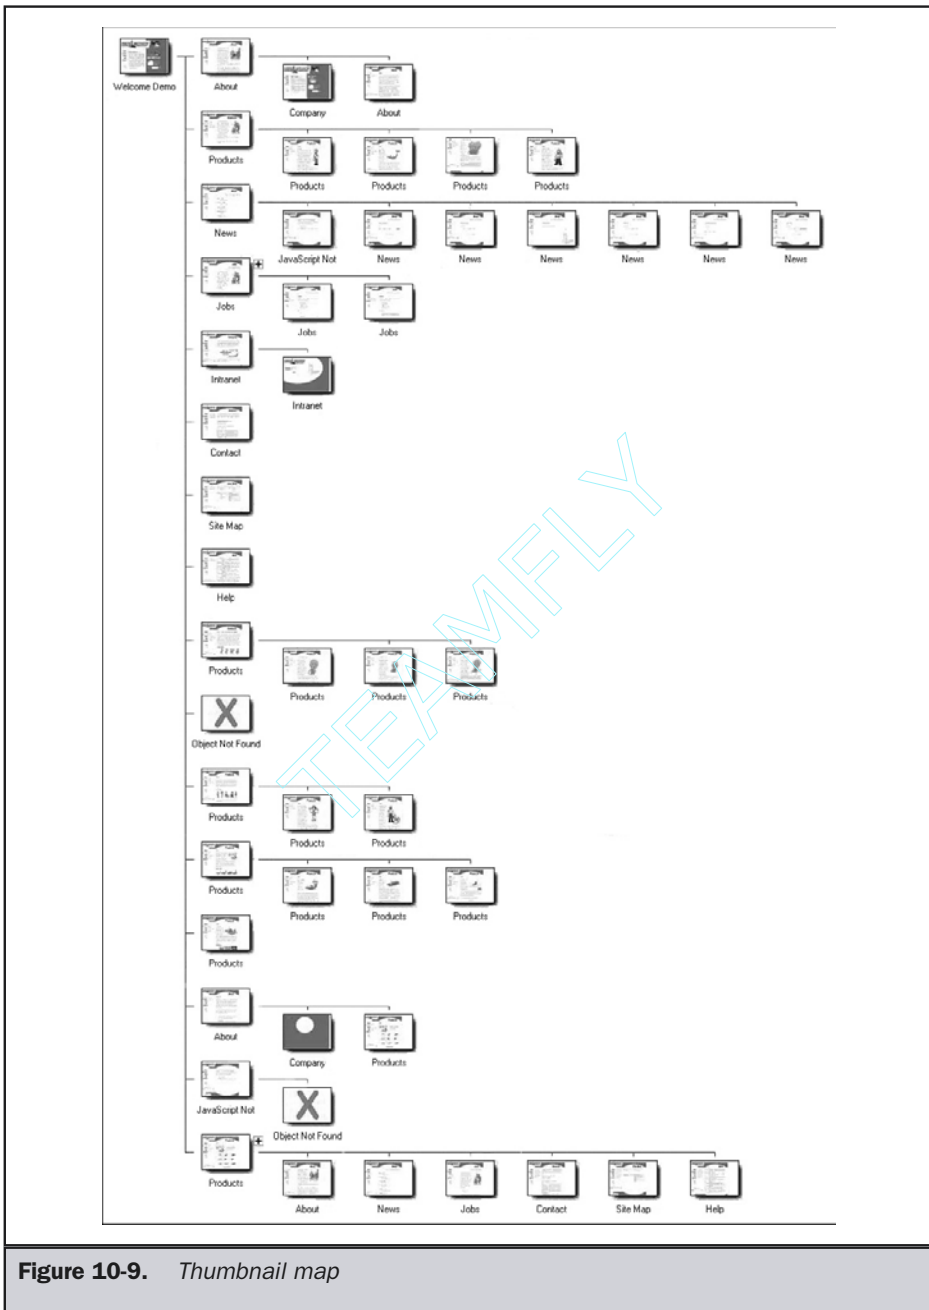 Welcome Demo
About
Company
About
Products
Products
Products
Products
Products
News
JavaScript Not
News
News
News
News
News
News
Jobs
Jobs
Jobs
Intranet
Intranet
Contact
Site Map
Help
Products
Products
Products
Products
Object Not Found
Products
Products
Products
Products
Products
Products
Products
Products
About
Company
Products
JavaScript Not
Object Not Found
Products
About
News
Jobs
Contact
Site Map
Help
TEAMFLY
Figure 10-9. Thumbnail map